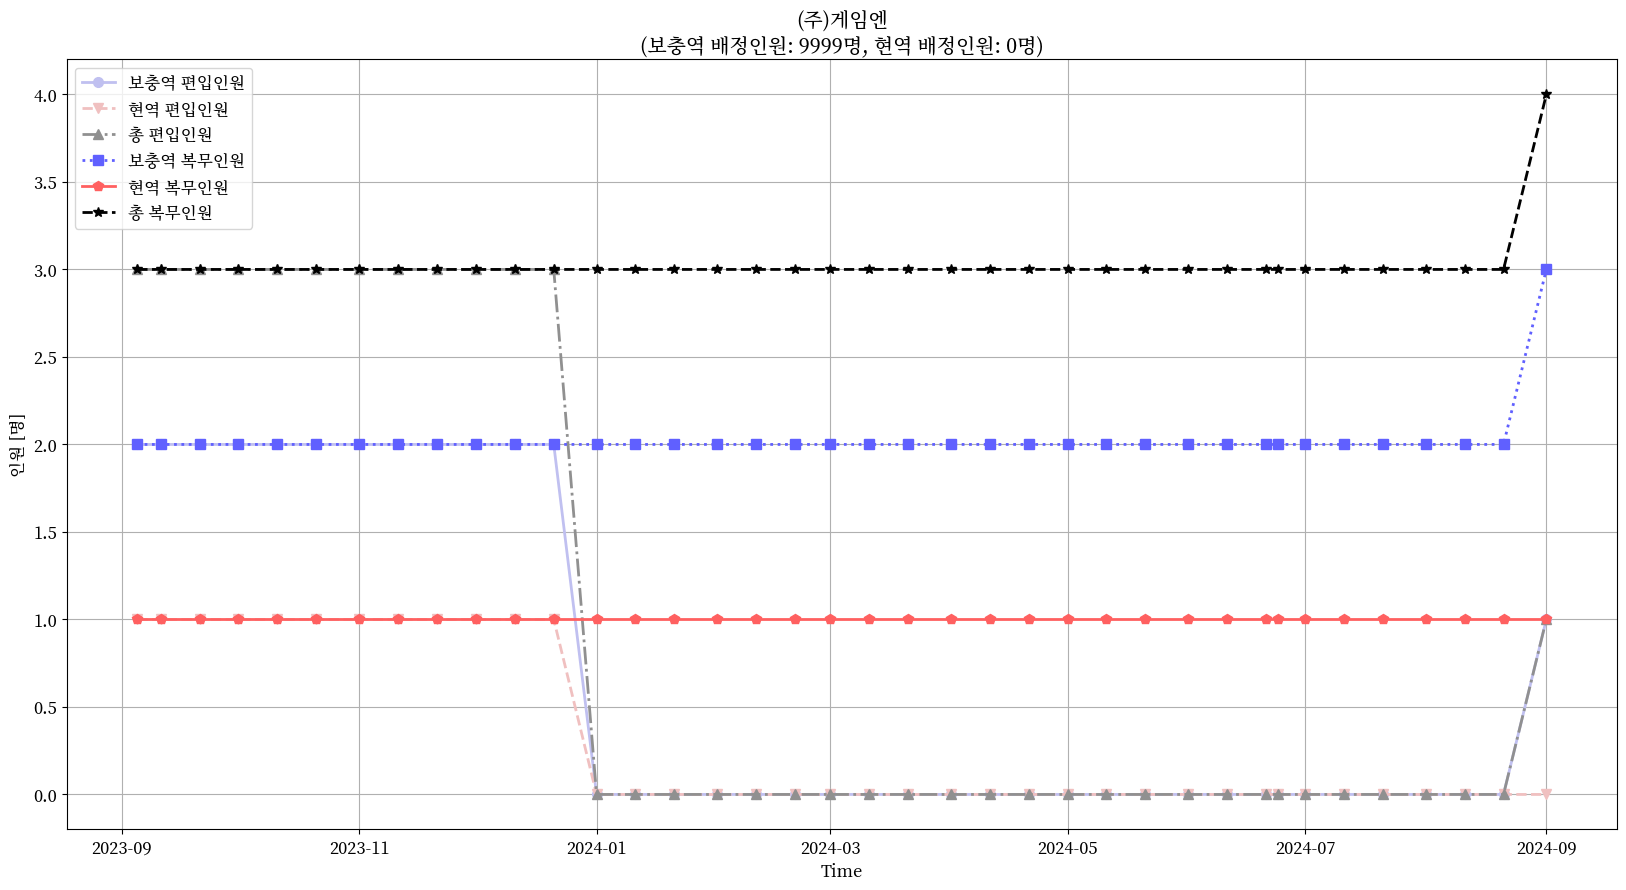 (주)게임엔
(보충역 배정인원: 9999명, 현역 배정인원: 0명)
보충역 편입인원
현역 편입인원
총 편입인원
보충역 복무인원
현역 복무인원
총 복무인원
4.0
3.5
3.0
2.5
2.0
1.5
1.0
0.5
0.0
인원 [명]
2023-09 2023-11 2024-01 2024-03 2024-05 2024-07 2024-09
Time